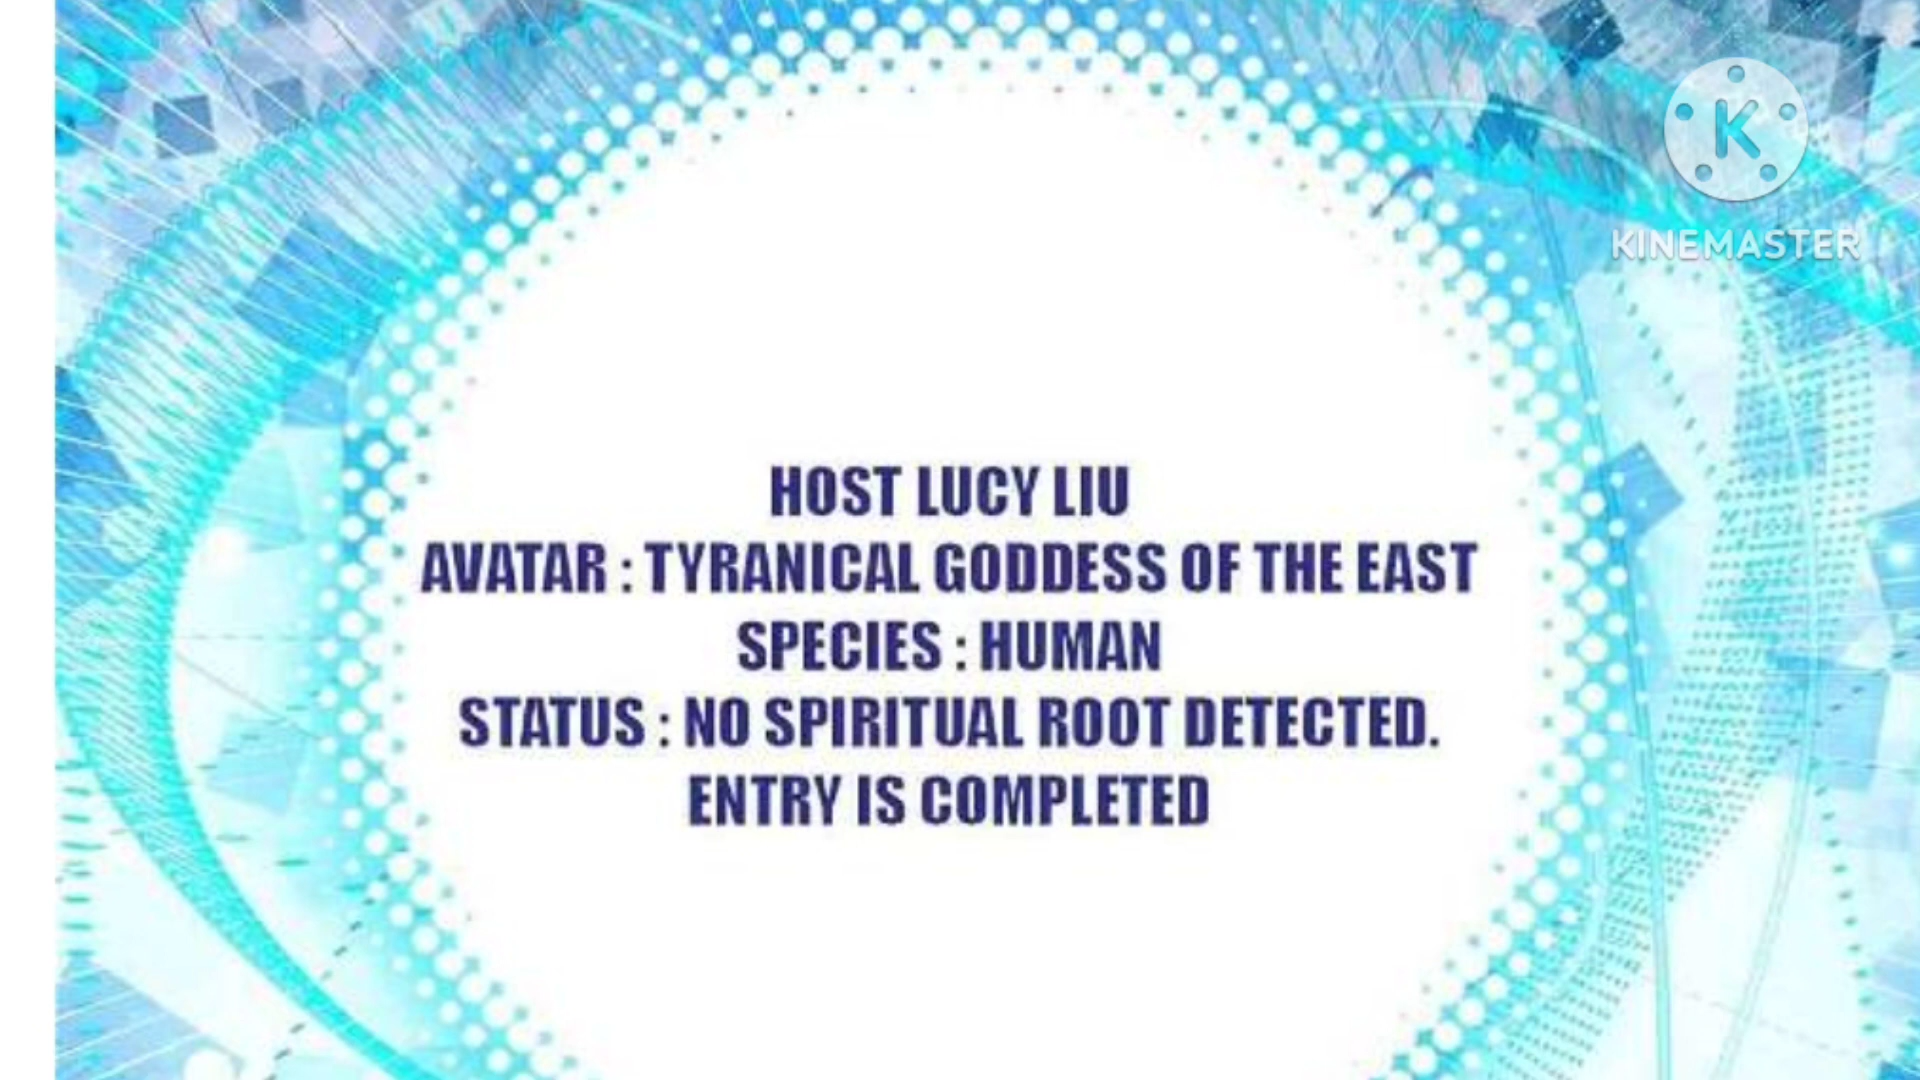 K
KINEMASTER
HOST LUCY LIU
AVATAR : TYRANICAL GODDESS OF THE EAST
SPECIES : HUMAN
STATUS : NO SPIRITUAL ROOT DETECTED.
ENTRY IS COMPLETED